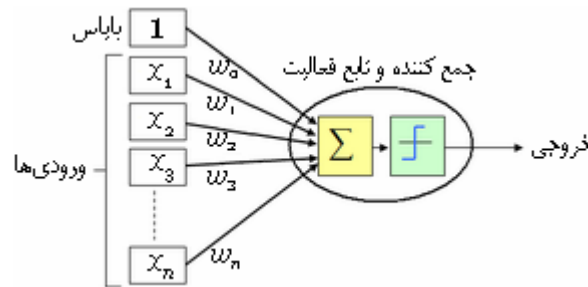 بایاس
1
جمع کننده و تابع فعالیت
x₁
w₀
w₁
x₂
w₂
ورودی‌ها
x₃
w₃
Σ
خروجی
xₙ
wₙ